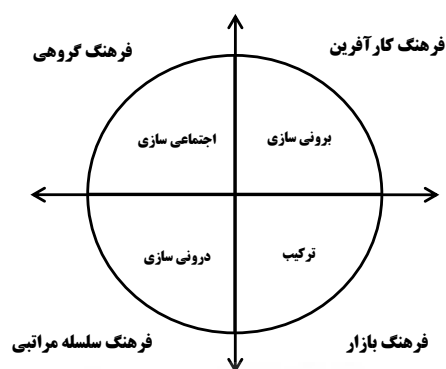 فرهنگ کارآفرین
فرهنگ گروهی
برونی سازی
اجتماعی سازی
ترکیب
درونی سازی
فرهنگ بازار
فرهنگ سلسله مراتبی